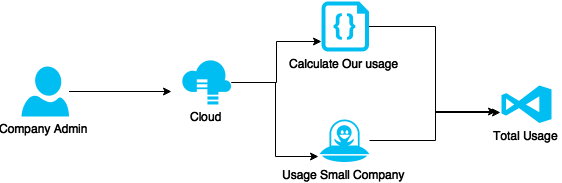 Calculate Our usage
Company Admin
Cloud
Total Usage
Usage Small Company